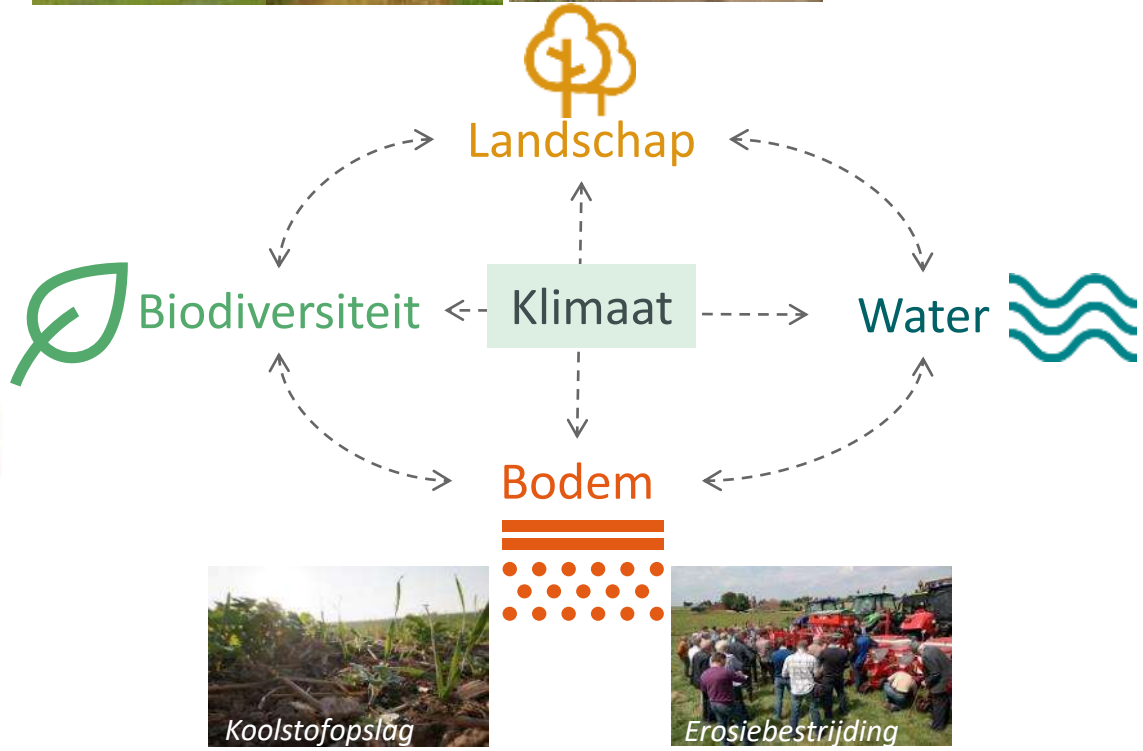 Landschap
Biodiversiteit
Klimaat
Water
Bodem
Koolstofopslag
Erosiebestrijding